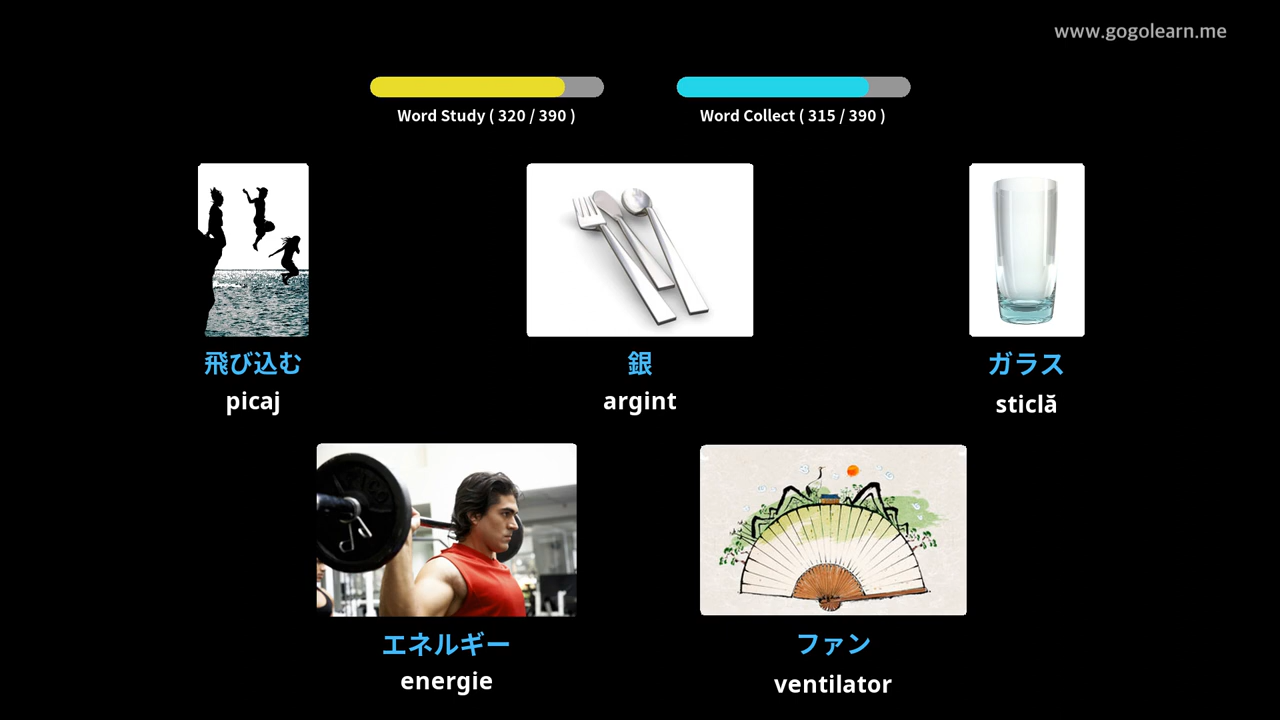 www.gogolearn.me
Word Study ( 320 / 390 )
Word Collect ( 315 / 390 )
飛び込む
picaj
銀
argint
ガラス
sticlă
エネルギー
energie
ファン
ventilator